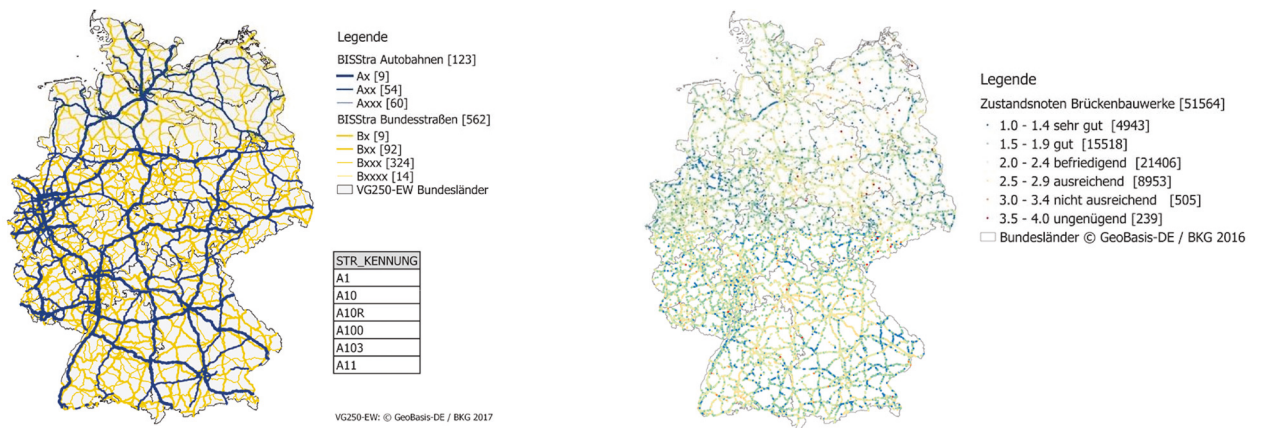 Legende
BISStra Autobahnen [123]
Ax [9]
Axx [54]
Axxx [60]
BISStra Bundesstraßen [562]
Bx [9]
Bxx [92]
Bxxx [324]
Bxxxx [14]
VG250-EW Bundesländer
STR_KENNUNG
A1
A10
A10R
A100
A103
A11
VG250-EW: © GeoBasis-DE / BKG 2017
Legende
Zustandsnoten Brückenbauwerke [51564]
1.0 - 1.4 sehr gut [4943]
1.5 - 1.9 gut [15518]
2.0 - 2.4 befriedigend [21406]
2.5 - 2.9 ausreichend [8953]
3.0 - 3.4 nicht ausreichend [505]
3.5 - 4.0 ungenügend [239]
Bundesländer © GeoBasis-DE / BKG 2016